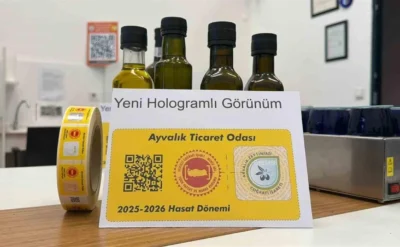 Yeni Hologramlı Görünüm
Ayvalık Ticaret Odası
2025-2026 Hasat Dönemi